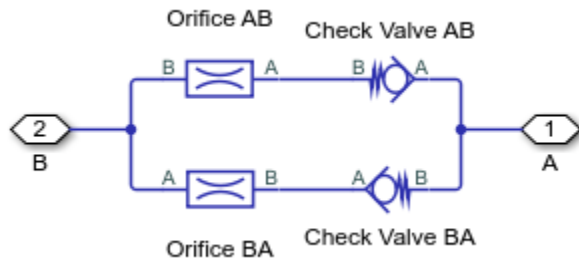 Orifice AB
Check Valve AB
B A B A
2 1
B A
A B A B
Orifice BA
Check Valve BA